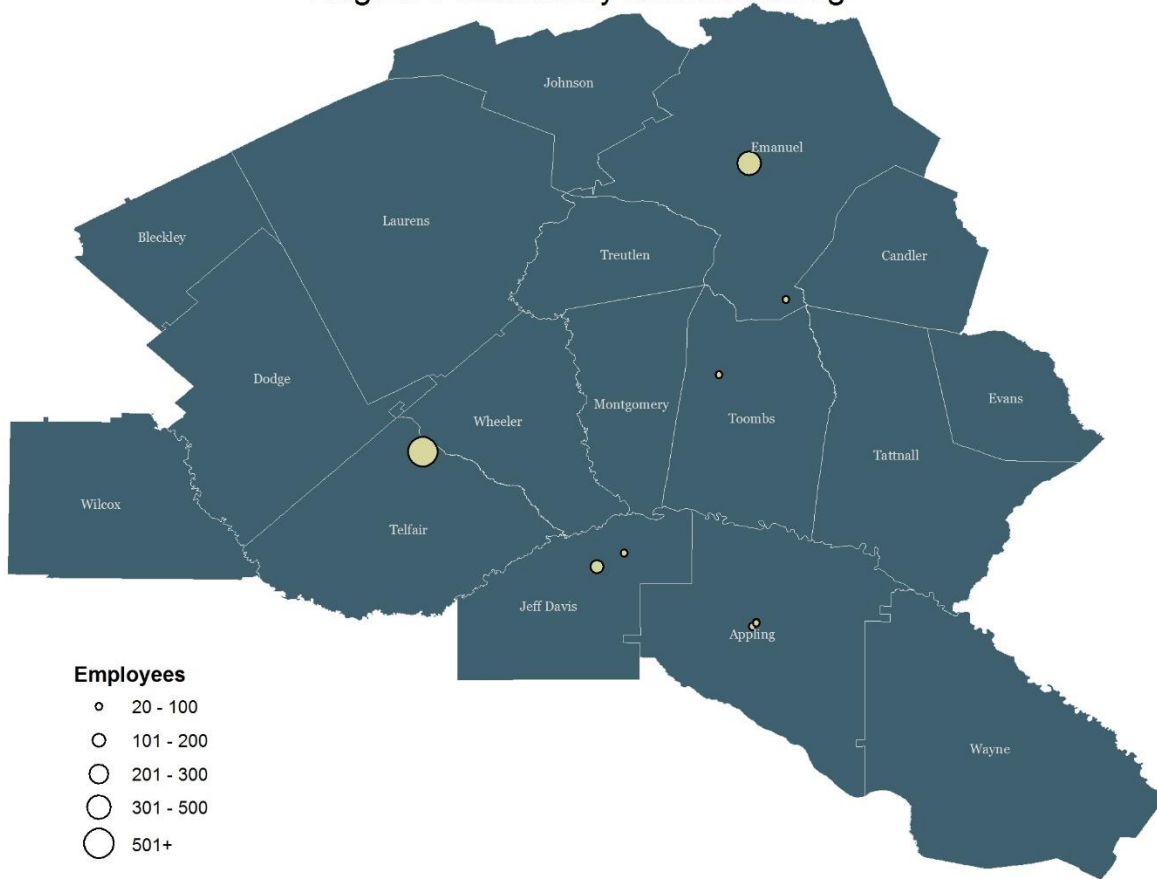 Johnson
Emanuel
Laurens
Bleckley
Treutlen
Candler
Dodge
Evans
Montgomery
Wheeler
Toombs
Tattnall
Wilcox
Telfair
Jeff Davis
Appling
Wayne
Employees
20 - 100
101 - 200
201 - 300
301 - 500
501+